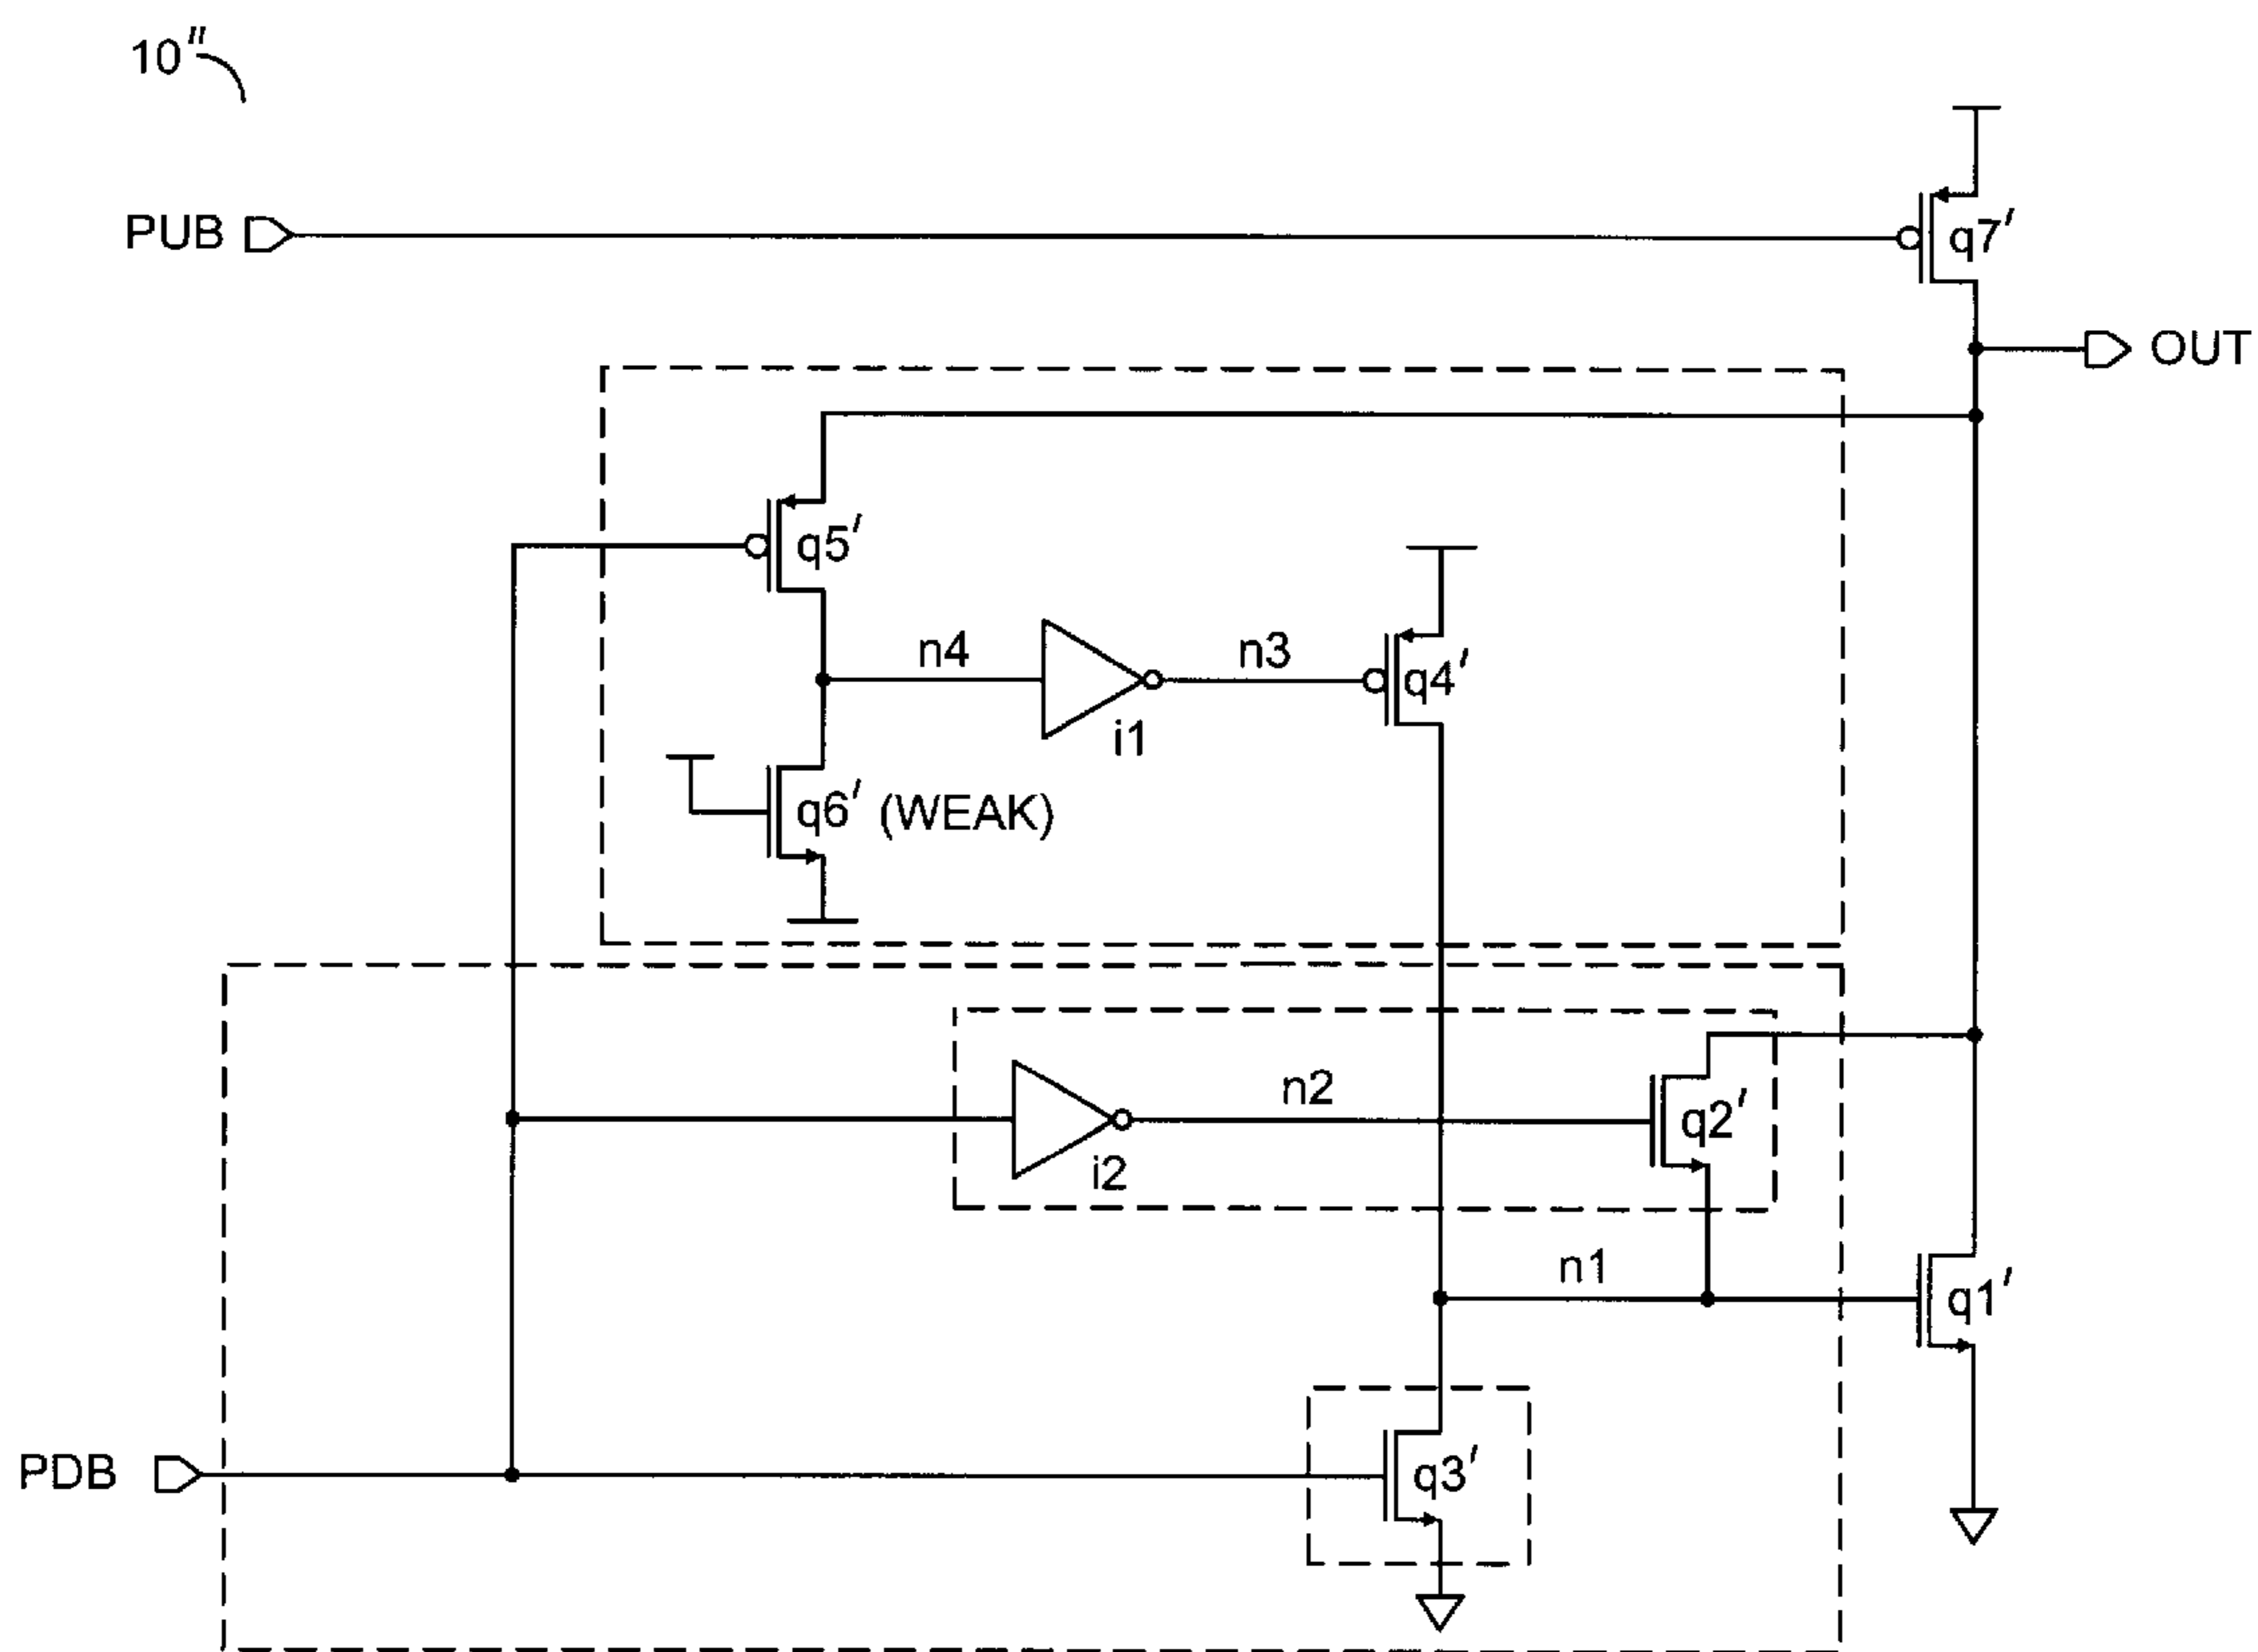 10"
PUB
q7'
OUT
q5'
n4
n3
q4'
i1
q6' (WEAK)
n2
q2'
i2
n1
q1'
PDB
q3'